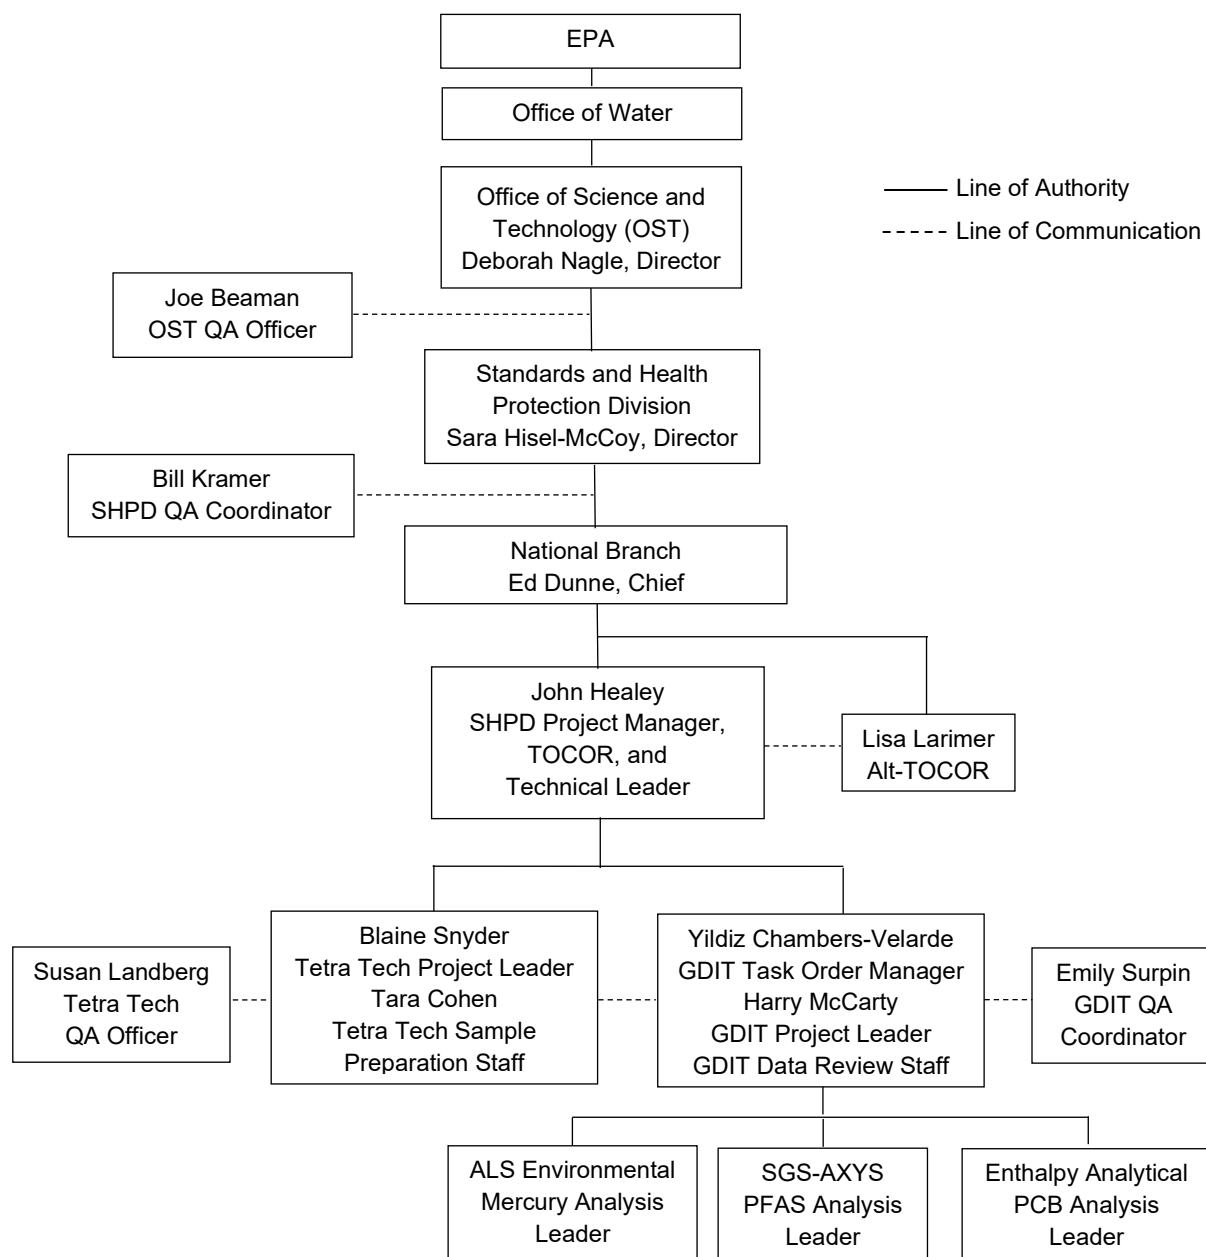 EPA
Office of Water
Office of Science and
Technology (OST)
Deborah Nagle, Director
Line of Authority
Line of Communication
Joe Beaman
OST QA Officer
Standards and Health
Protection Division
Sara Hisel-McCoy, Director
Bill Kramer
SHPD QA Coordinator
National Branch
Ed Dunne, Chief
John Healey
SHPD Project Manager,
TOCOR, and
Technical Leader
Lisa Larimer
Alt-TOCOR
Susan Landberg
Tetra Tech
QA Officer
Blaine Snyder
Tetra Tech Project Leader
Tara Cohen
Tetra Tech Sample
Preparation Staff
Yildiz Chambers-Velarde
GDIT Task Order Manager
Harry McCarty
GDIT Project Leader
GDIT Data Review Staff
Emily Surpin
GDIT QA
Coordinator
ALS Environmental
Mercury Analysis
Leader
SGS-AXYS
PFAS Analysis
Leader
Enthalpy Analytical
PCB Analysis
Leader